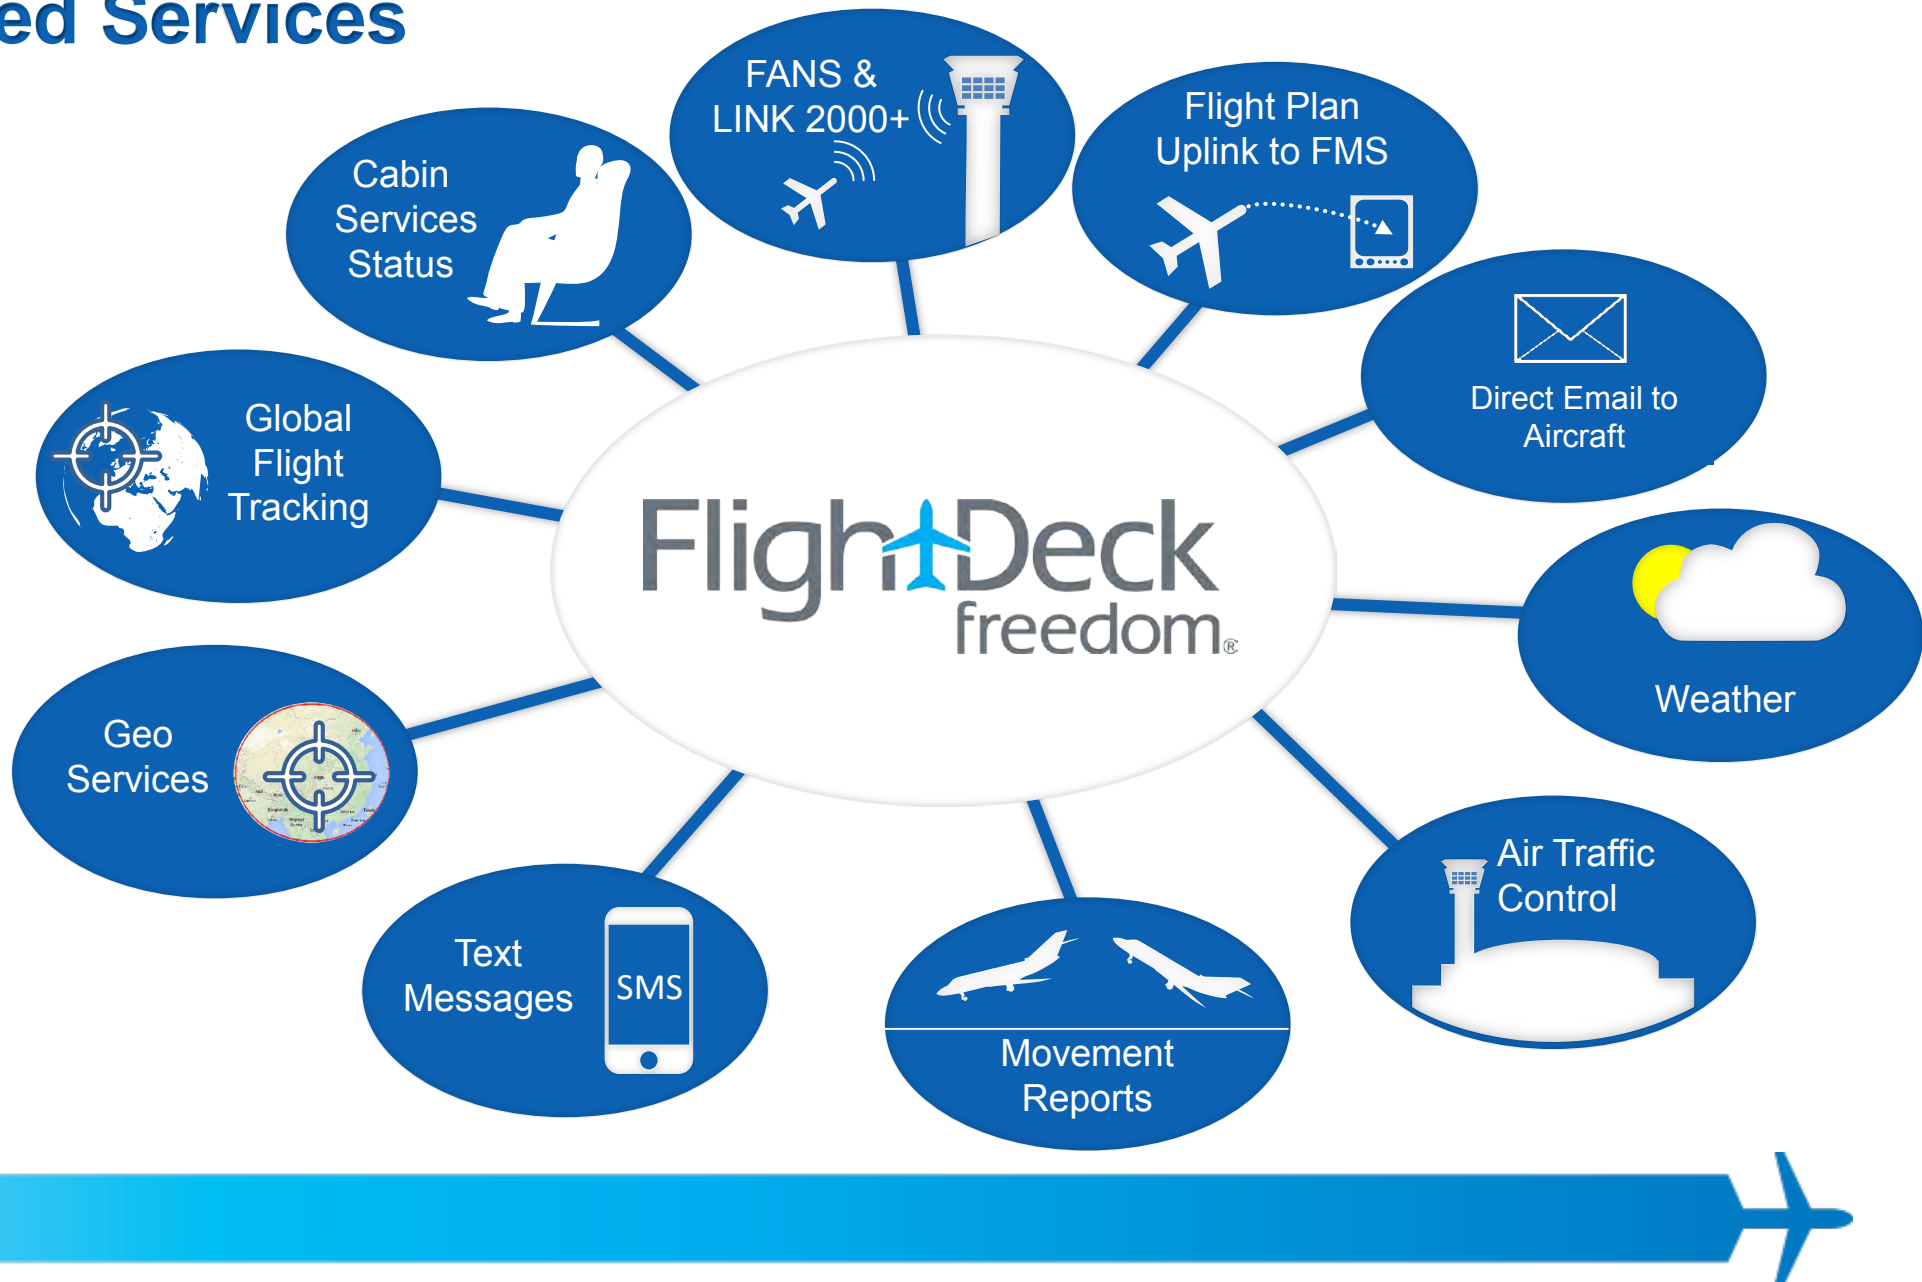 ed Services
FANS &
LINK 2000+
Flight Plan
Uplink to FMS
Cabin
Services
Status
Direct Email to
Aircraft
Global
Flight
Tracking
FlightDeck
freedom®
Weather
Geo
Services
Air Traffic
Control
Text
Messages
SMS
Movement
Reports